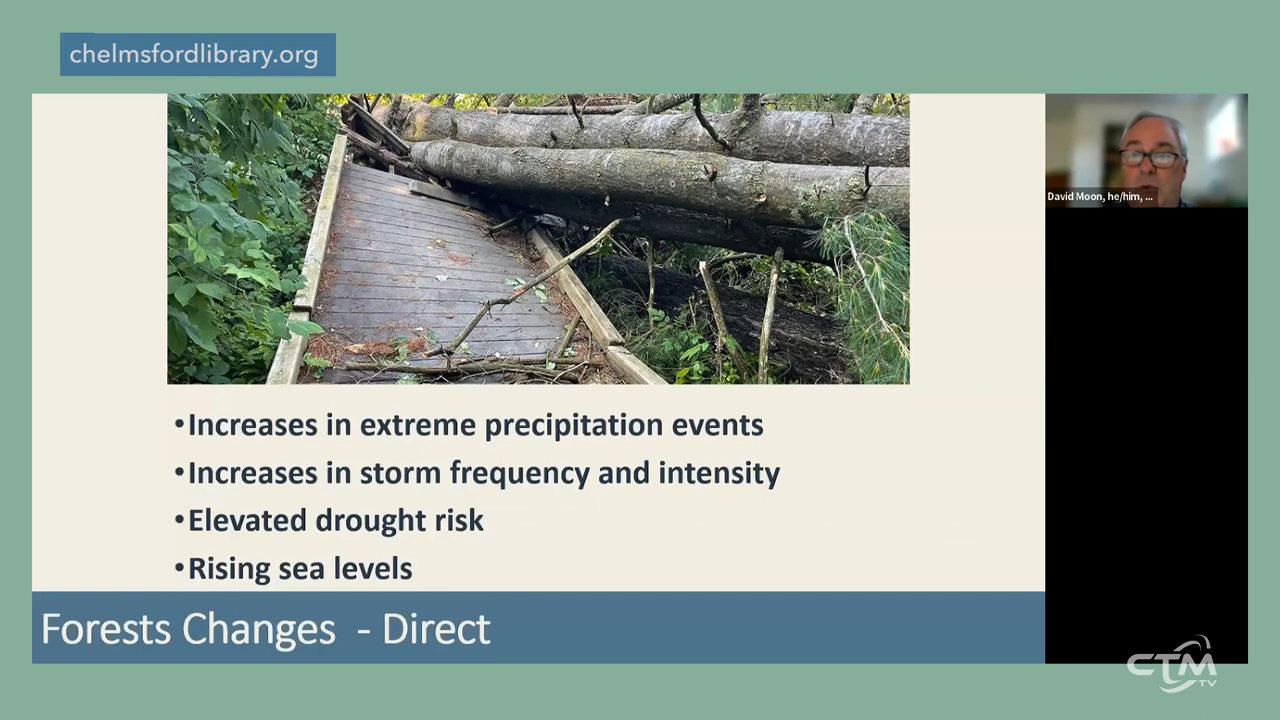 chelmsfordlibrary.org
David Moon, he/him, ...
•Increases in extreme precipitation events
•Increases in storm frequency and intensity
•Elevated drought risk
•Rising sea levels
Forests Changes - Direct
CTM
TV